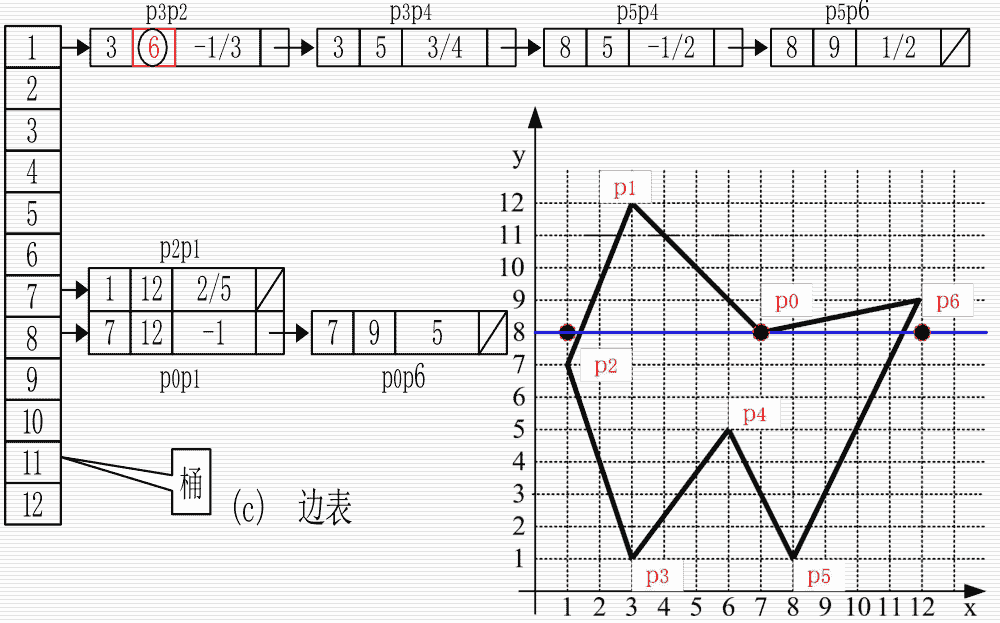 p3p2 p3p4 p5p4 p5p6
1 3 6 -1/3 3 5 3/4 8 5 -1/2 8 9 1/2
2
3
4
5
6
7
8
9
10
11
12
p2p1
1 12 2/5
7 12 -1 7 9 5
p0p1 p0p6
桶
(c) 边表
y
12
11
10
9
8
7
6
5
4
3
2
1
p1
p0
p6
p2
p4
p3
p5
1 2 3 4 5 6 7 8 9 10 11 12 x